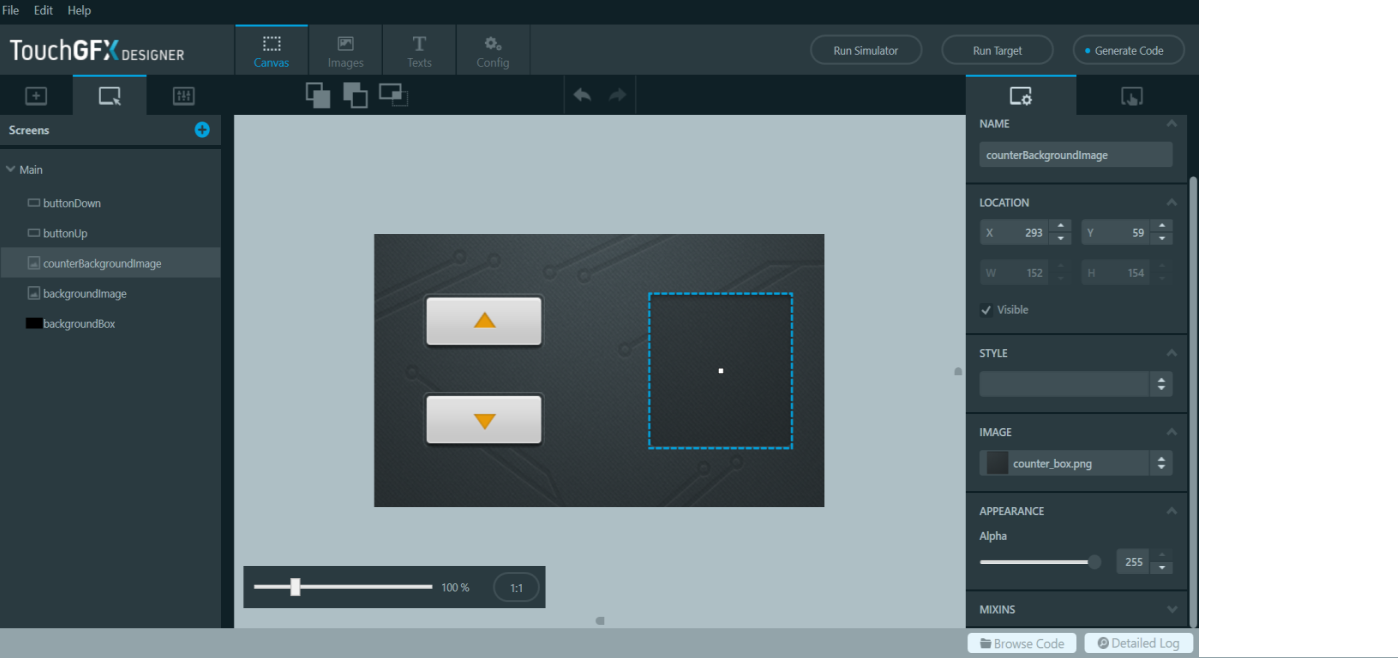 File Edit Help
TouchGFX DESIGNER
Canvas
Images
Texts
Config
Run Simulator
Run Target
Generate Code
Screens
Main
buttonDown
buttonUp
counterBackgroundImage
backgroundImage
backgroundBox
100 %
1:1
NAME
counterBackgroundImage
LOCATION
X 293 Y 59
W 152 H 154
Visible
STYLE
IMAGE
counter_box.png
APPEARANCE
Alpha
255
MIXINS
Browse Code
Detailed Log